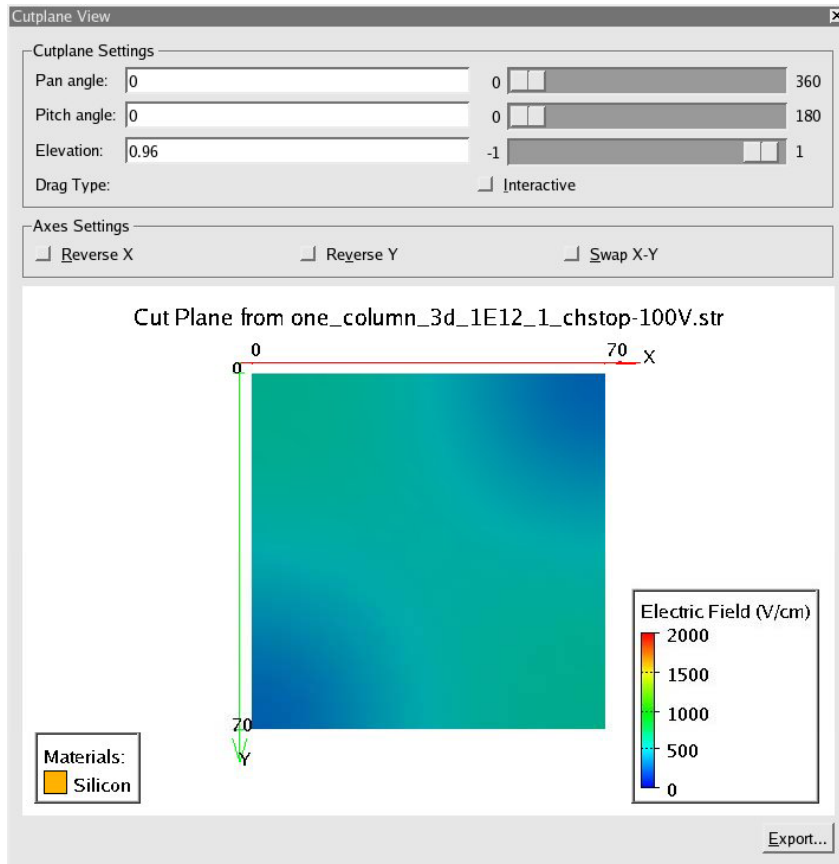 Cutplane View
Cutplane Settings
Pan angle: 0 0 360
Pitch angle: 0 0 180
Elevation: 0.96 -1 1
Drag Type: Interactive
Axes Settings
Reverse X Reverse Y Swap X-Y
Cut Plane from one_column_3d_1E12_1_chstop-100V.str
0 70 X
0
70
Y
Electric Field (V/cm)
2000
1500
1000
500
0
Materials:
Silicon
Export...